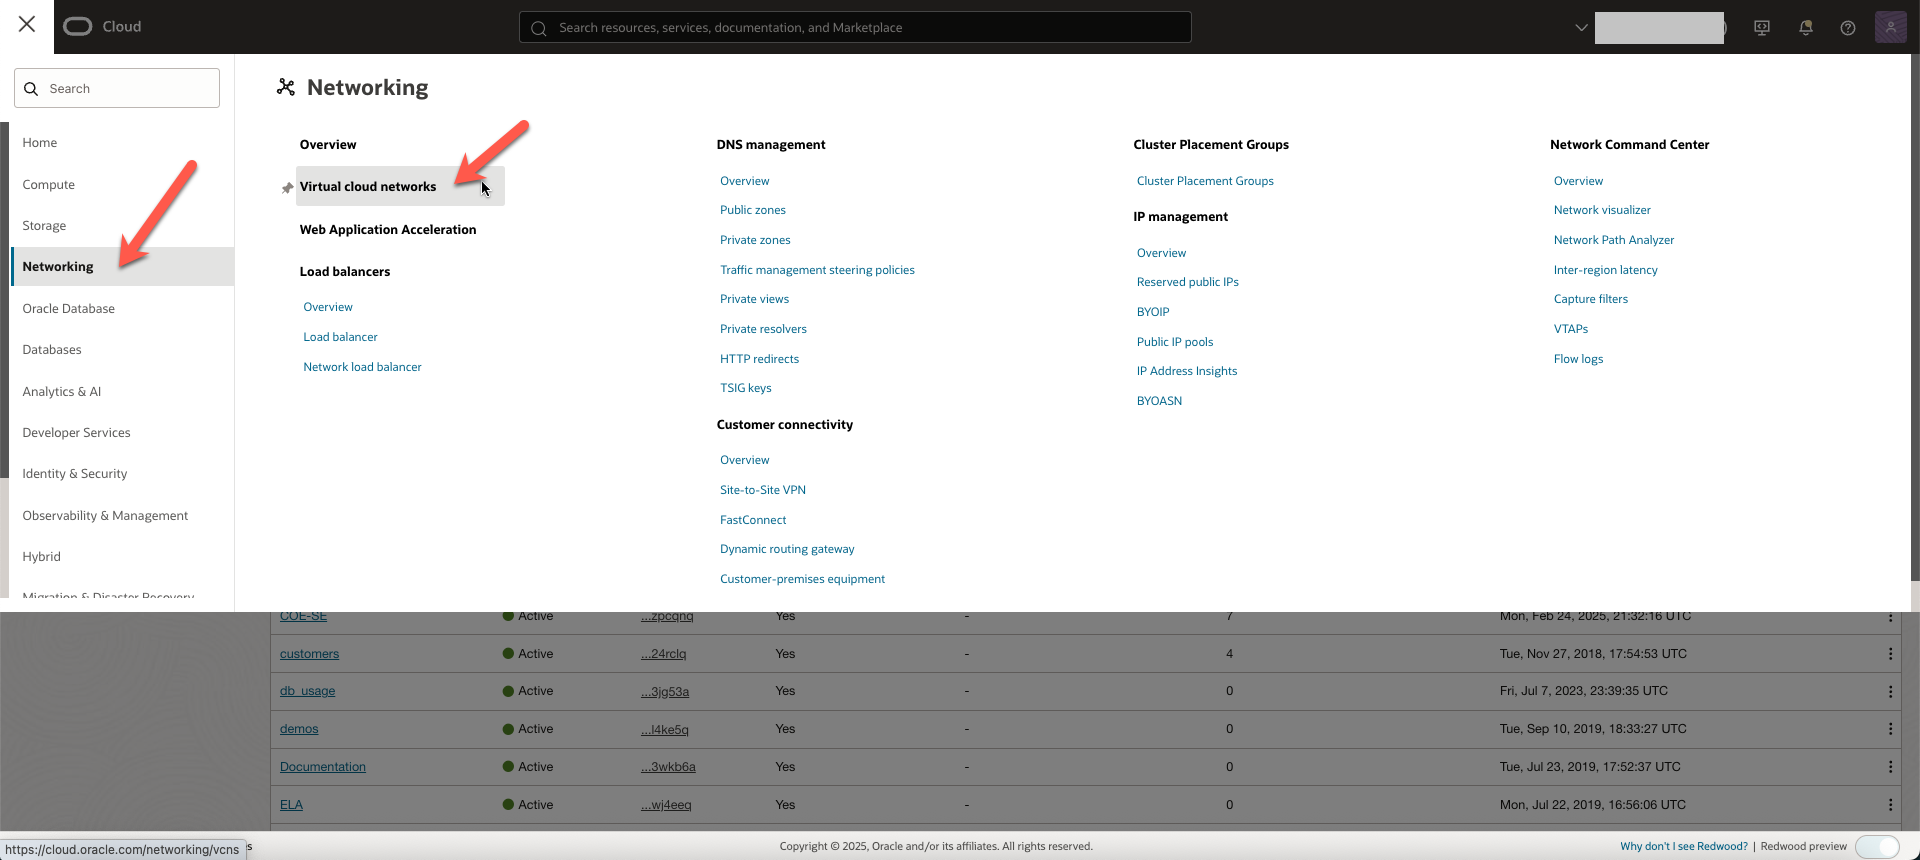 Cloud
Search resources, services, documentation, and Marketplace
Search
Home
Compute
Storage
Networking
Oracle Database
Databases
Analytics & AI
Developer Services
Identity & Security
Observability & Management
Hybrid
Migration & Disaster Recovery
Networking
Overview
Virtual cloud networks
Web Application Acceleration
Load balancers
Overview
Load balancer
Network load balancer
DNS management
Overview
Public zones
Private zones
Traffic management steering policies
Private views
Private resolvers
HTTP redirects
TSIG keys
Customer connectivity
Overview
Site-to-Site VPN
FastConnect
Dynamic routing gateway
Customer-premises equipment
Cluster Placement Groups
Cluster Placement Groups
IP management
Overview
Reserved public IPs
BYOIP
Public IP pools
IP Address Insights
BYOASN
Network Command Center
Overview
Network visualizer
Network Path Analyzer
Inter-region latency
Capture filters
VTAPs
Flow logs
COE-SE Active ...zpcqnq Yes - 7 Mon, Feb 24, 2025, 21:32:16 UTC
customers Active ...24rclq Yes - 4 Tue, Nov 27, 2018, 17:54:53 UTC
db_usage Active ...3jg53a Yes - 0 Fri, Jul 7, 2023, 23:39:35 UTC
demos Active ...l4ke5q Yes - 0 Tue, Sep 10, 2019, 18:33:27 UTC
Documentation Active ...3wkb6a Yes - 0 Tue, Jul 23, 2019, 17:52:37 UTC
ELA Active ...wj4eeq Yes - 0 Mon, Jul 22, 2019, 16:56:06 UTC
https://cloud.oracle.com/networking/vcns
Copyright © 2025, Oracle and/or its affiliates. All rights reserved.
Why don't I see Redwood? | Redwood preview